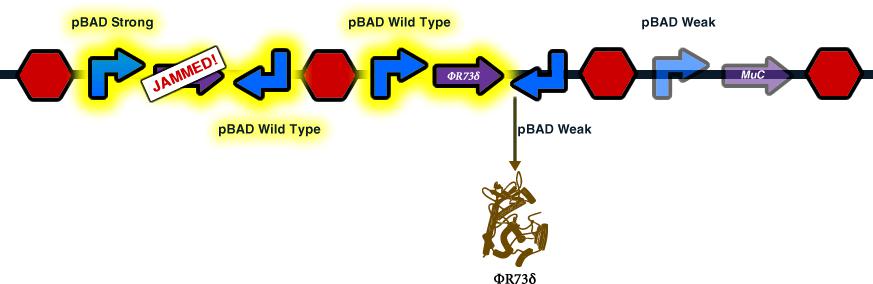 pBAD Strong
pBAD Wild Type
pBAD Weak
JAMMED!
ΦR73δ
MuC
pBAD Wild Type
pBAD Weak
ΦR73δ